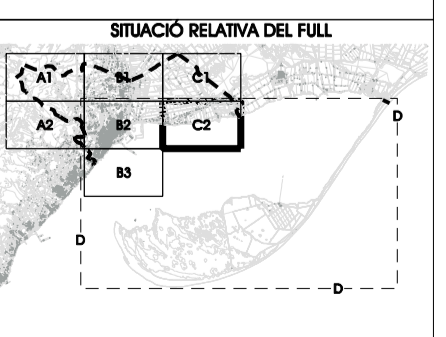 SITUACIÓ RELATIVA DEL FULL
A1 B1 C1
A2 B2 C2
B3
D
D
D